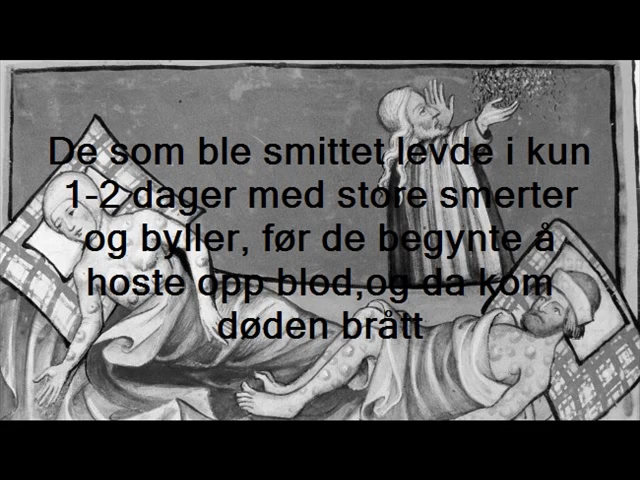 De som ble smittet levde i kun
1-2 dager med store smerter
og byller, før de begynte å
hoste opp blod,og da kom
døden brått